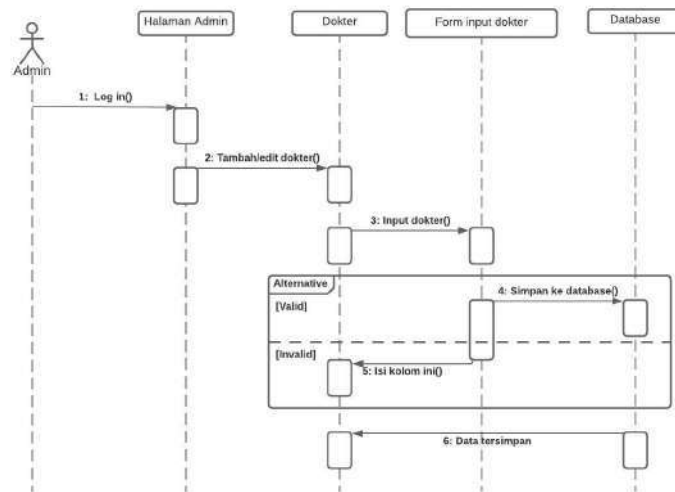 Halaman Admin
Dokter
Form input dokter
Database
Admin
1: Log in()
2: Tambah/edit dokter()
3: Input dokter()
Alternative
4: Simpan ke database()
[Valid]
[Invalid]
5: Isi kolom ini()
6: Data tersimpan